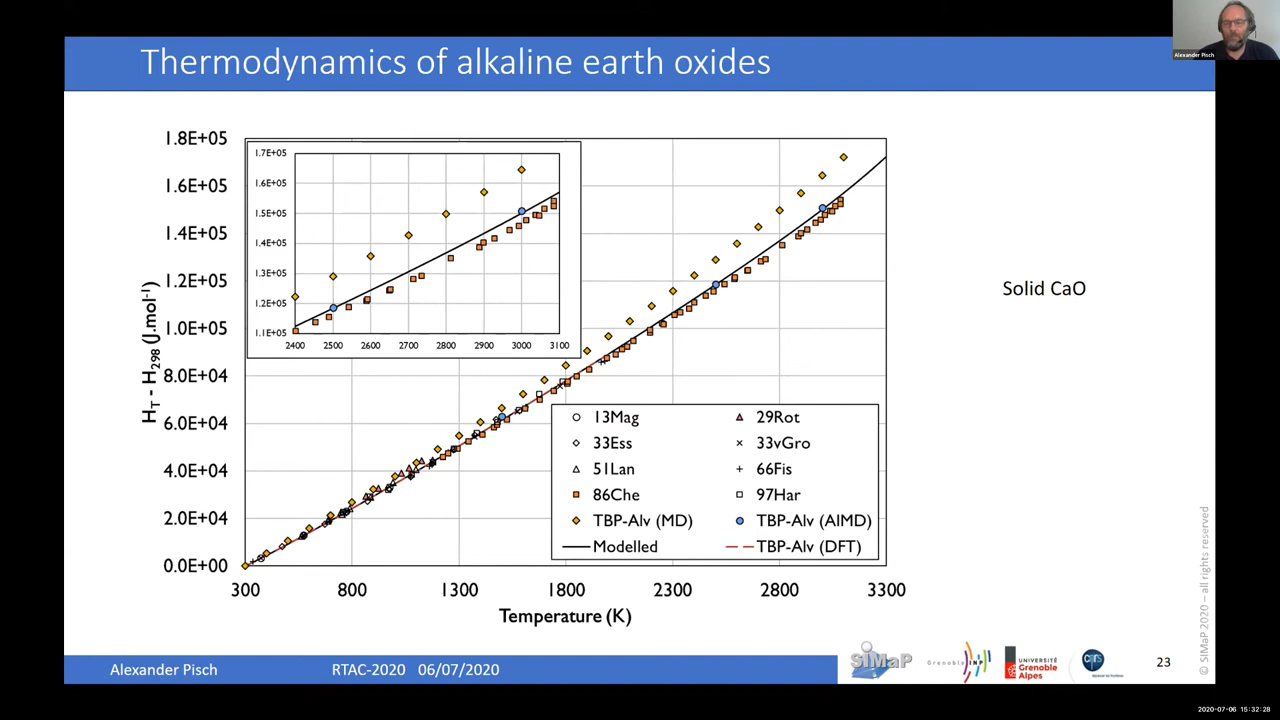 Alexander Pisch
Thermodynamics of alkaline earth oxides
1.8E+05
1.6E+05
1.4E+05
1.2E+05
1.0E+05
8.0E+04
6.0E+04
4.0E+04
2.0E+04
0.0E+00
H_T - H_298 (J.mol⁻¹)
1.7E+05
1.6E+05
1.5E+05
1.4E+05
1.3E+05
1.2E+05
1.1E+05
2400 2500 2600 2700 2800 2900 3000 3100
Solid CaO
13Mag 29Rot
33Ess 33vGro
51Lan 66Fis
86Che 97Har
TBP-Alv (MD) TBP-Alv (AIMD)
Modelled TBP-Alv (DFT)
300 800 1300 1800 2300 2800 3300
Temperature (K)
© SIMaP 2020 – all rights reserved
Alexander Pisch RTAC-2020 06/07/2020
SIMaP
Grenoble INP
UNIVERSITÉ
Grenoble
Alpes
cnrs
23
2020-07-06 15:32:28